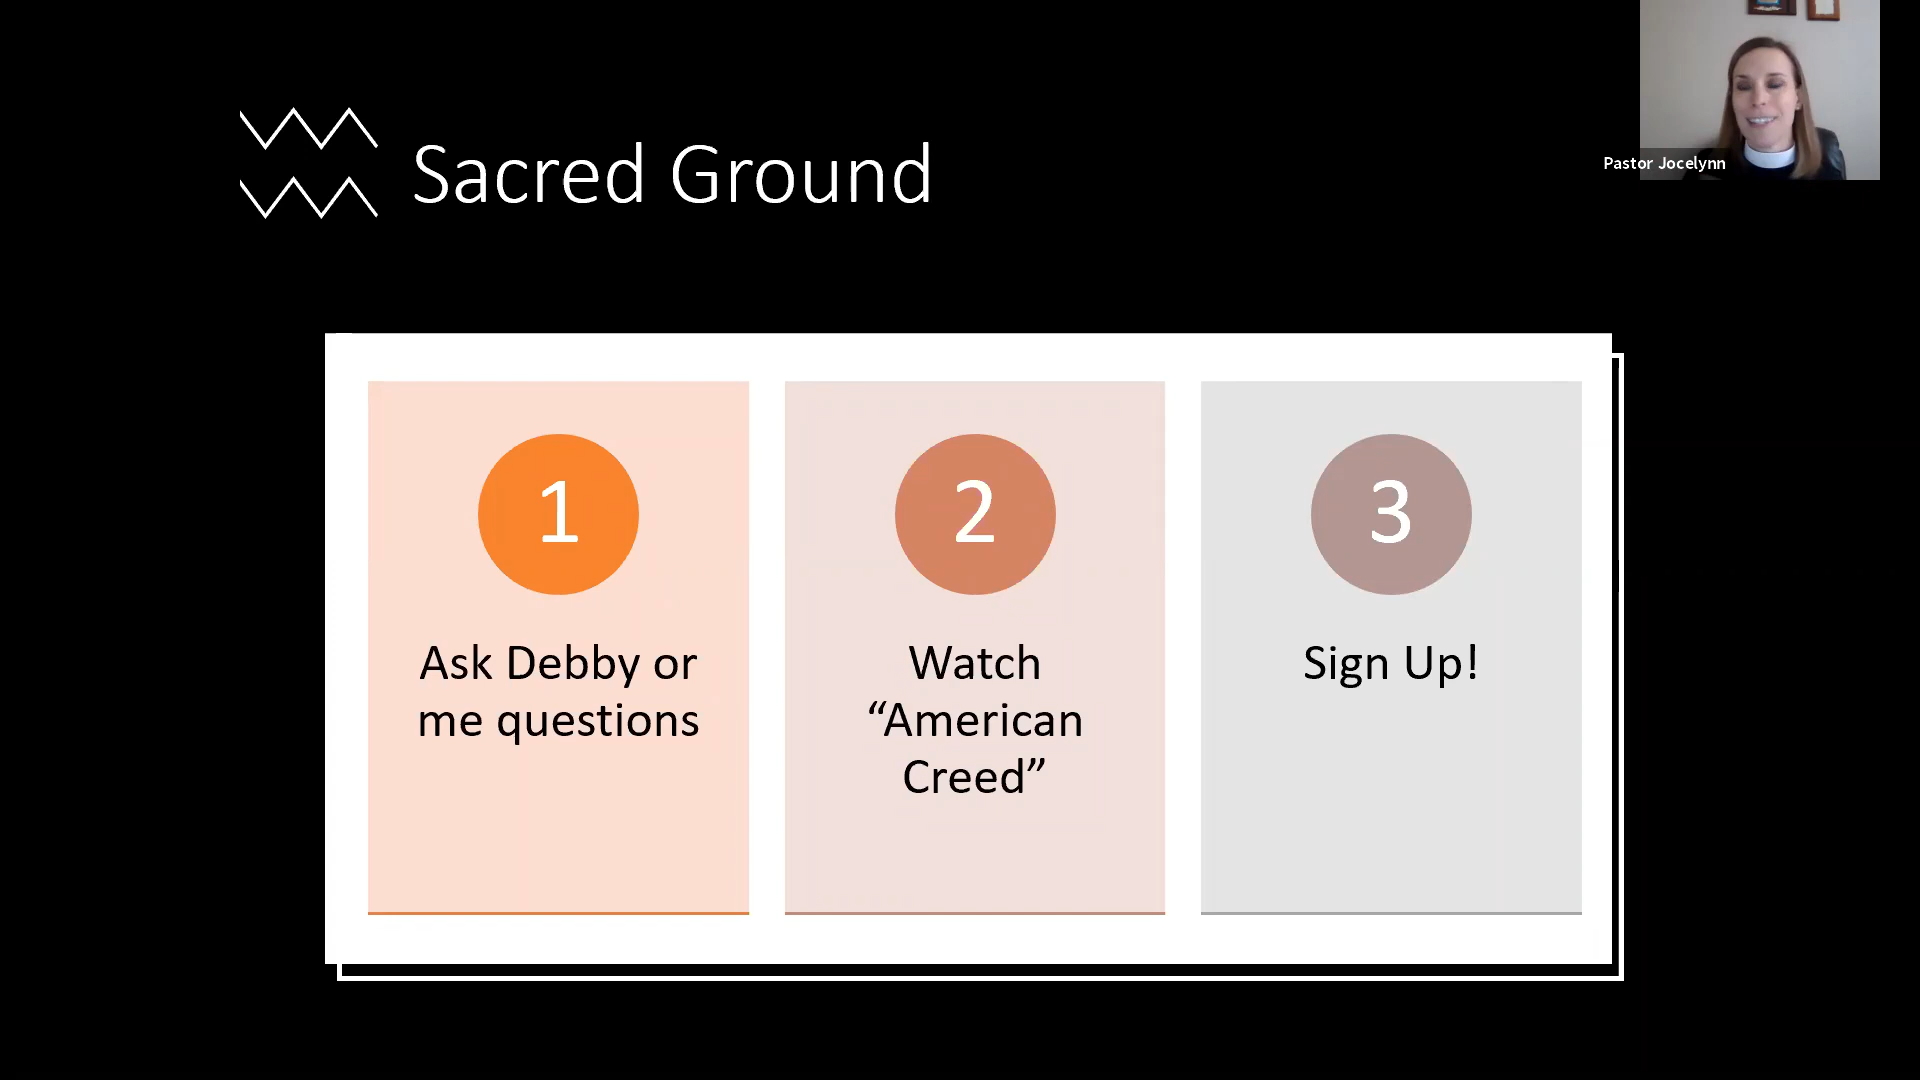 Sacred Ground
Pastor Jocelynn
1
Ask Debby or
me questions
2
Watch
“American
Creed”
3
Sign Up!